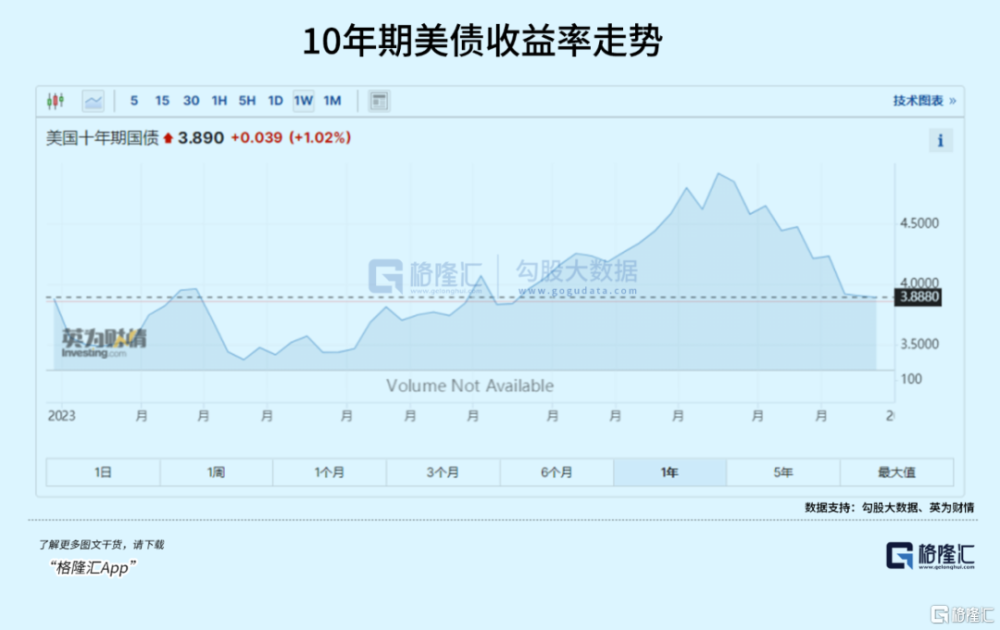 10年期美债收益率走势
5 15 30 1H 5H 1D 1W 1M 技术图表 »
美国十年期国债 3.890 +0.039 (+1.02%)
i
4.5000
格隆汇 勾股大数据
www.gelonghui.com www.gogudata.com
4.0000
3.8880
英为财情
Investing.com
3.5000
100
Volume Not Available
2023 月 月 月 月 月 月 月 月 月 月 月 2
1日 1周 1个月 3个月 6个月 1年 5年 最大值
数据支持：勾股大数据、英为财情
了解更多图文干货，请下载
“格隆汇App”
格隆汇
www.gelonghui.com
格隆汇